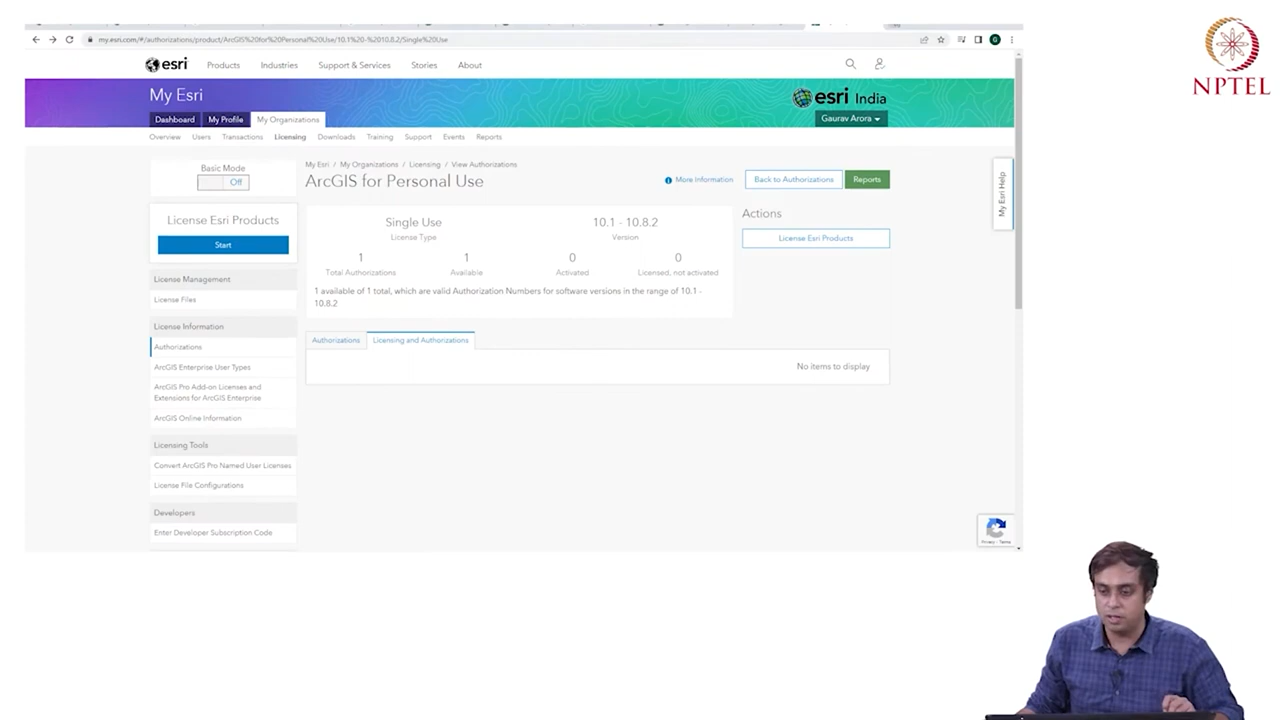 my.esri.com/#/authorizations/product/ArcGIS%20for%20Personal%20Use/10.1%20-%2010.8.2/Single%20Use
NPTEL
esri Products Industries Support & Services Stories About
My Esri
esri India
Dashboard My Profile My Organizations
Gaurav Arora
Overview Users Transactions Licensing Downloads Training Support Events Reports
Basic Mode
Off
My Esri / My Organizations / Licensing / View Authorizations
ArcGIS for Personal Use
More Information
Back to Authorizations
Reports
My Esri Help
License Esri Products
Start
Single Use
License Type
10.1 - 10.8.2
Version
1 1 0 0
Total Authorizations Available Activated Licensed, not activated
1 available of 1 total, which are valid Authorization Numbers for software versions in the range of 10.1 -
10.8.2
Actions
License Esri Products
License Management
License Files
License Information
Authorizations
ArcGIS Enterprise User Types
ArcGIS Pro Add-on Licenses and
Extensions for ArcGIS Enterprise
ArcGIS Online Information
Authorizations Licensing and Authorizations
No items to display
Licensing Tools
Convert ArcGIS Pro Named User Licenses
License File Configurations
Developers
Enter Developer Subscription Code
Privacy - Terms